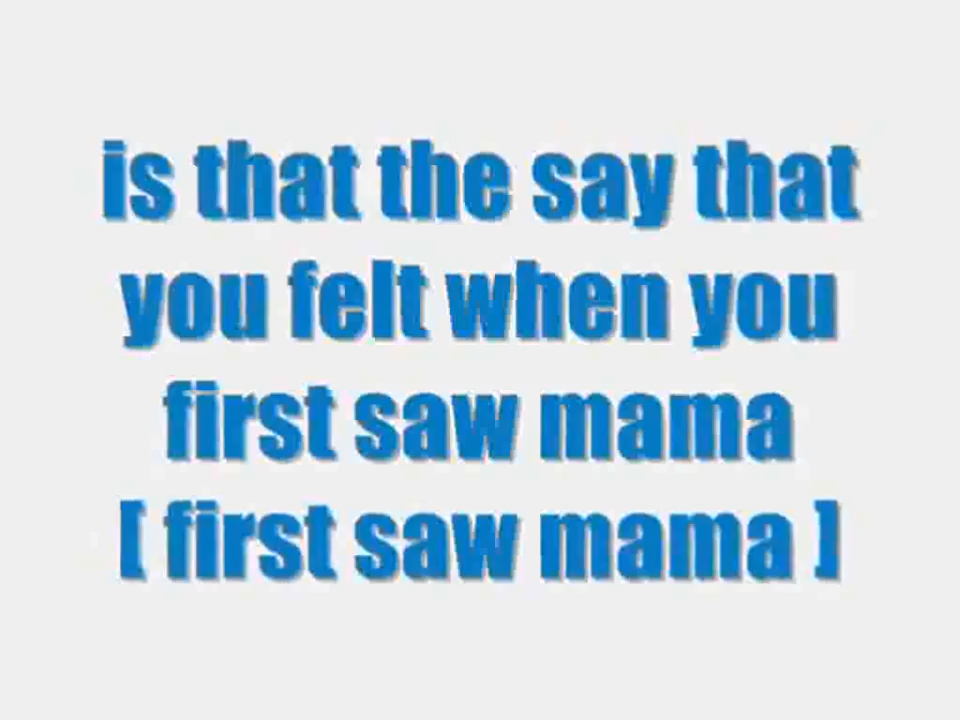 is that the say that
you felt when you
first saw mama
[ first saw mama ]